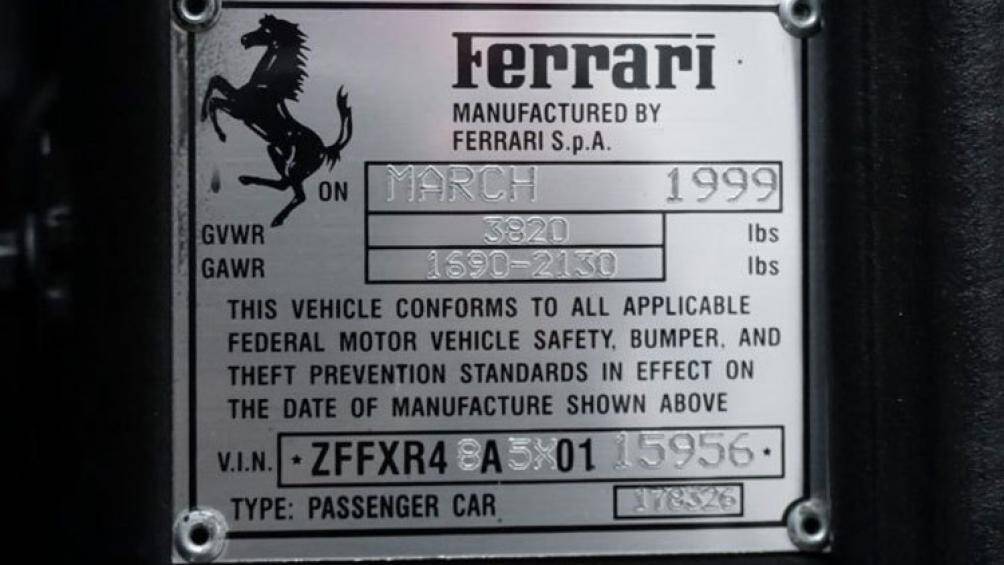 Ferrari
MANUFACTURED BY
FERRARI S.p.A.
ON MARCH 1999
GVWR 3820 lbs
GAWR 1690-2130 lbs
THIS VEHICLE CONFORMS TO ALL APPLICABLE
FEDERAL MOTOR VEHICLE SAFETY, BUMPER, AND
THEFT PREVENTION STANDARDS IN EFFECT ON
THE DATE OF MANUFACTURE SHOWN ABOVE
V.I.N. * ZFFXR48A5X0115956 *
TYPE: PASSENGER CAR 178326